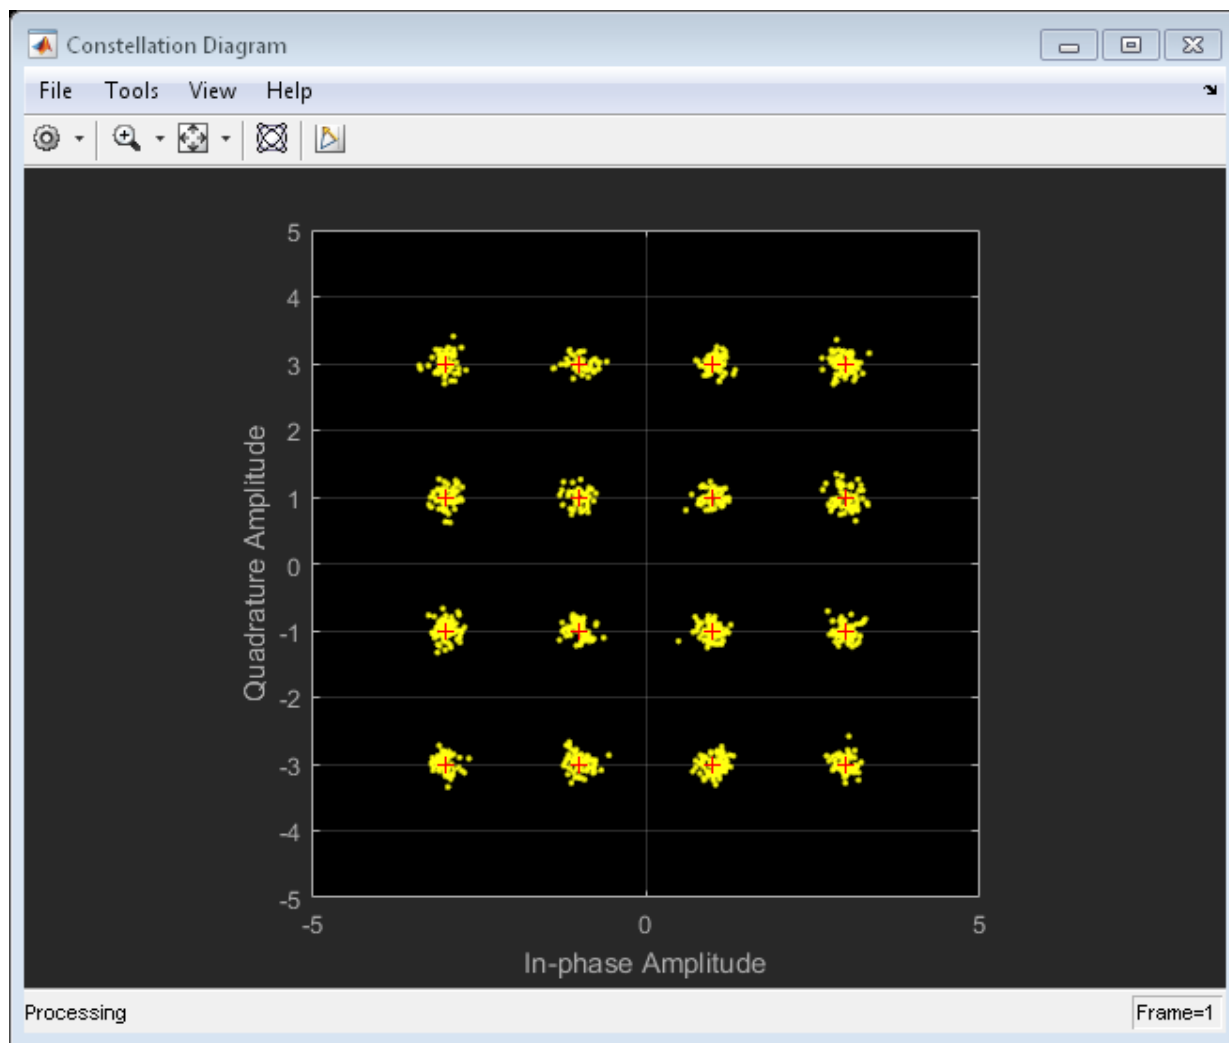 Constellation Diagram
File Tools View Help
5
4
3
2
1
0
-1
-2
-3
-4
-5
Quadrature Amplitude
-5 0 5
In-phase Amplitude
Processing Frame=1